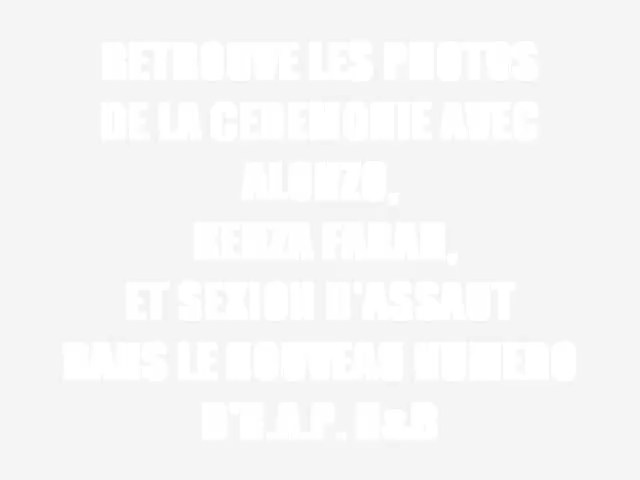 RETROUVE LES PHOTOS
DE LA CEREMONIE AVEC
ALONZO,
KENZA FARAH,
ET SEXION D'ASSAUT
DANS LE NOUVEAU NUMERO
D'R.A.P. R&B